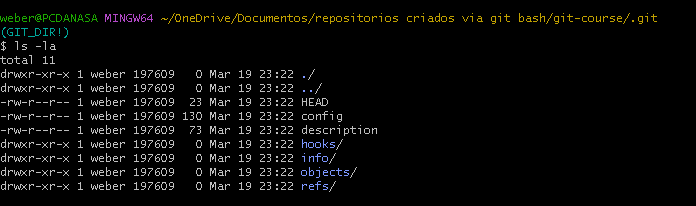 weber@PCDANASA MINGW64 ~/OneDrive/Documentos/repositorios criados via git bash/git-course/.git
(GIT_DIR!)
$ ls -la
total 11
drwxr-xr-x 1 weber 197609   0 Mar 19 23:22 ./
drwxr-xr-x 1 weber 197609   0 Mar 19 23:22 ../
-rw-r--r-- 1 weber 197609  23 Mar 19 23:22 HEAD
-rw-r--r-- 1 weber 197609 130 Mar 19 23:22 config
-rw-r--r-- 1 weber 197609  73 Mar 19 23:22 description
drwxr-xr-x 1 weber 197609   0 Mar 19 23:22 hooks/
drwxr-xr-x 1 weber 197609   0 Mar 19 23:22 info/
drwxr-xr-x 1 weber 197609   0 Mar 19 23:22 objects/
drwxr-xr-x 1 weber 197609   0 Mar 19 23:22 refs/